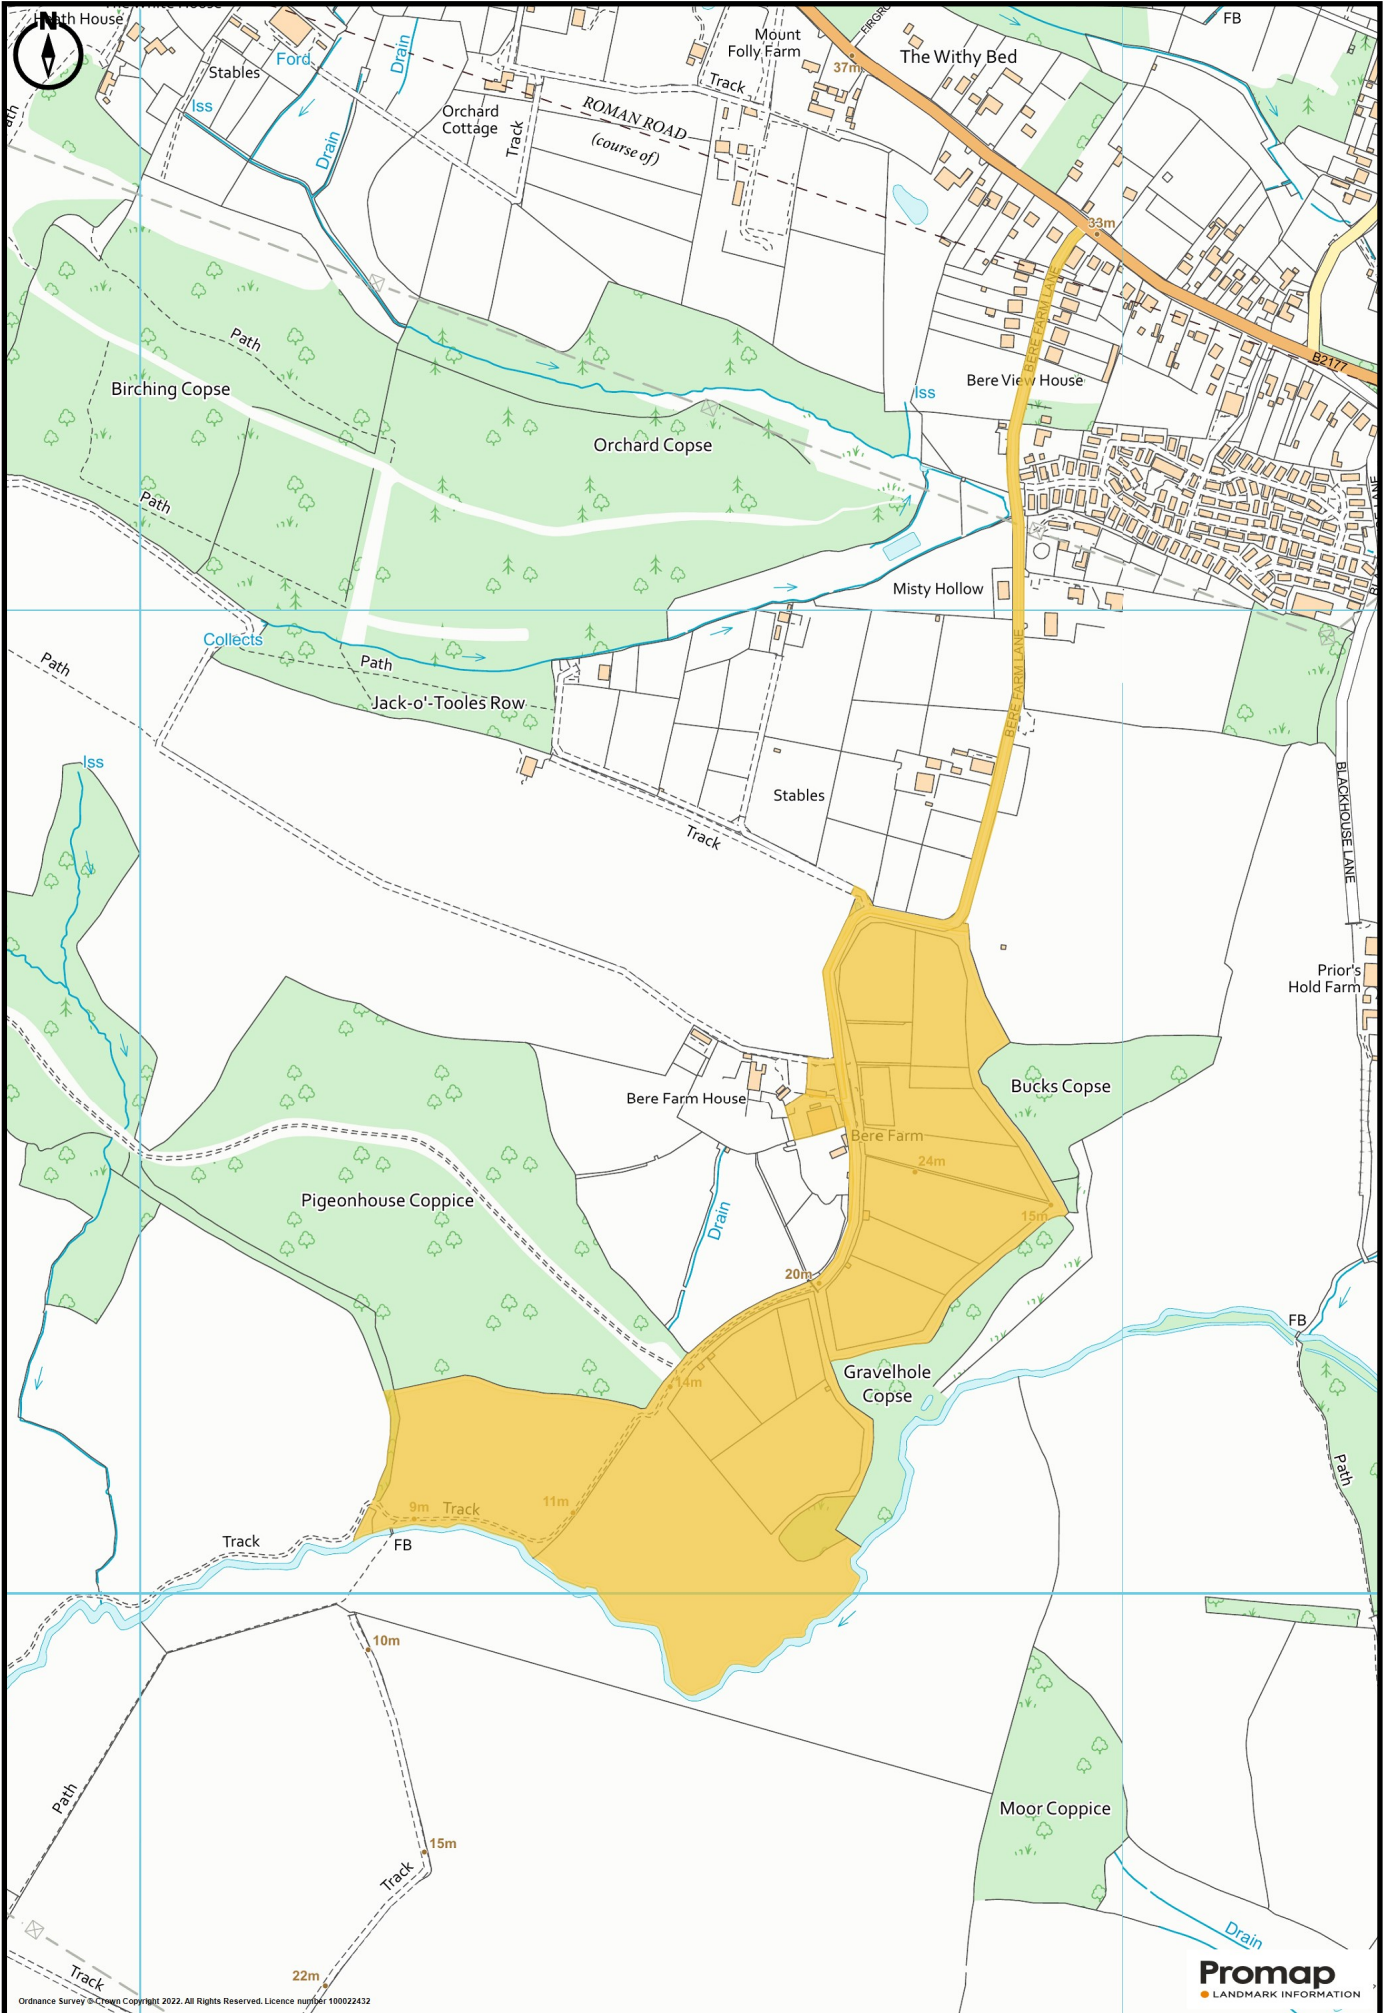 Heath House
N
Stables
Ford
Drain
Iss
Drain
Orchard
Cottage
Track
ROMAN ROAD
(course of)
Track
Mount
Folly Farm
37m
The Withy Bed
FB
33m
BERE FARM LANE
B2177
Path
Birching Copse
Path
Orchard Copse
Bere View House
Iss
Misty Hollow
Collects
Path
Path
Jack-o'-Tooles Row
BERE FARM LANE
Iss
Stables
Track
BLACKHOUSE LANE
Prior's
Hold Farm
Bere Farm House
Bucks Copse
Bere Farm
24m
15m
Pigeonhouse Coppice
Drain
20m
FB
Gravelhole
Copse
14m
Path
9m
Track
11m
Track
FB
10m
Path
Moor Coppice
15m
Track
Drain
22m
Track
Promap
LANDMARK INFORMATION
Ordnance Survey © Crown Copyright 2022. All Rights Reserved. Licence number 100022432